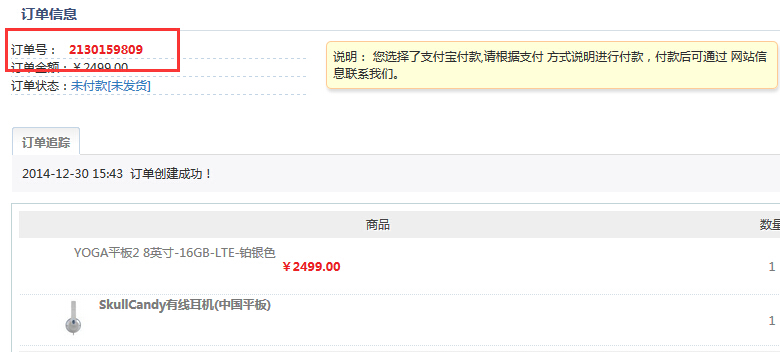 订单信息
订单号： 2130159809
订单金额：￥2499.00
订单状态：未付款[未发货]
说明： 您选择了支付宝付款,请根据支付 方式说明进行付款，付款后可通过 网站信
息联系我们。
订单追踪
2014-12-30 15:43 订单创建成功！
商品
数量
YOGA平板2 8英寸-16GB-LTE-铂银色
￥2499.00
1
SkullCandy有线耳机(中国平板)
1